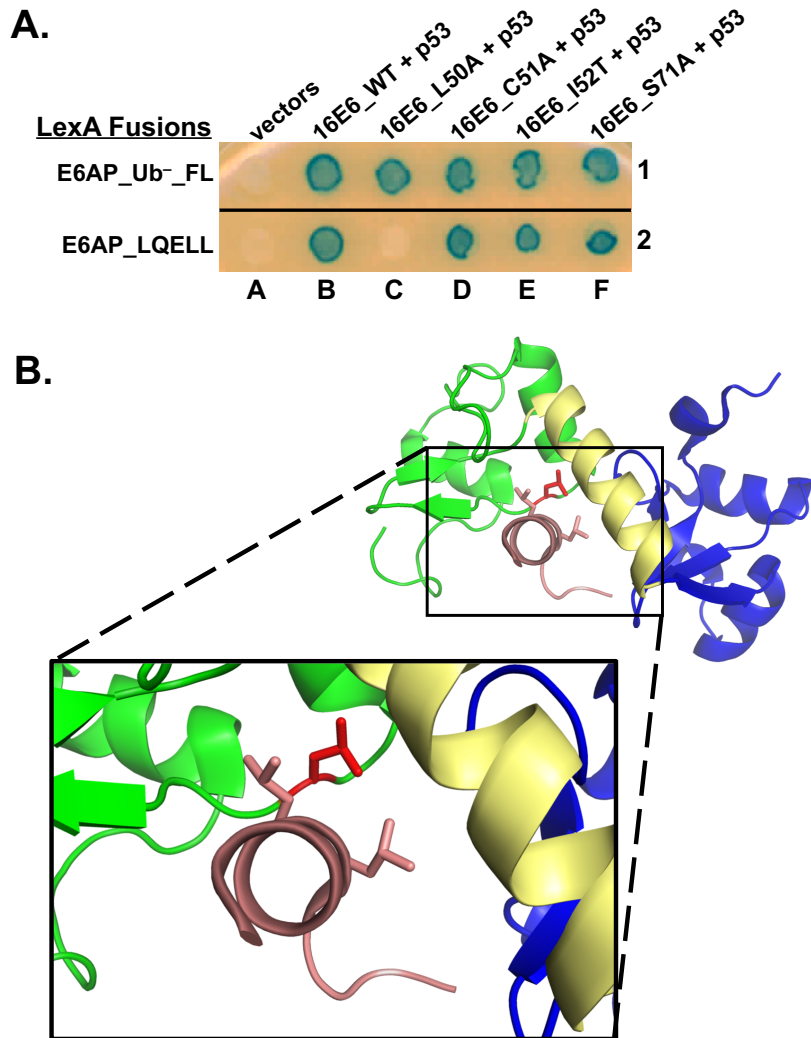 A.
vectors
16E6_WT + p53
16E6_L50A + p53
16E6_C51A + p53
16E6_I52T + p53
16E6_S71A + p53
LexA Fusions
E6AP_Ub⁻_FL
1
E6AP_LQELL
2
A B C D E F
B.